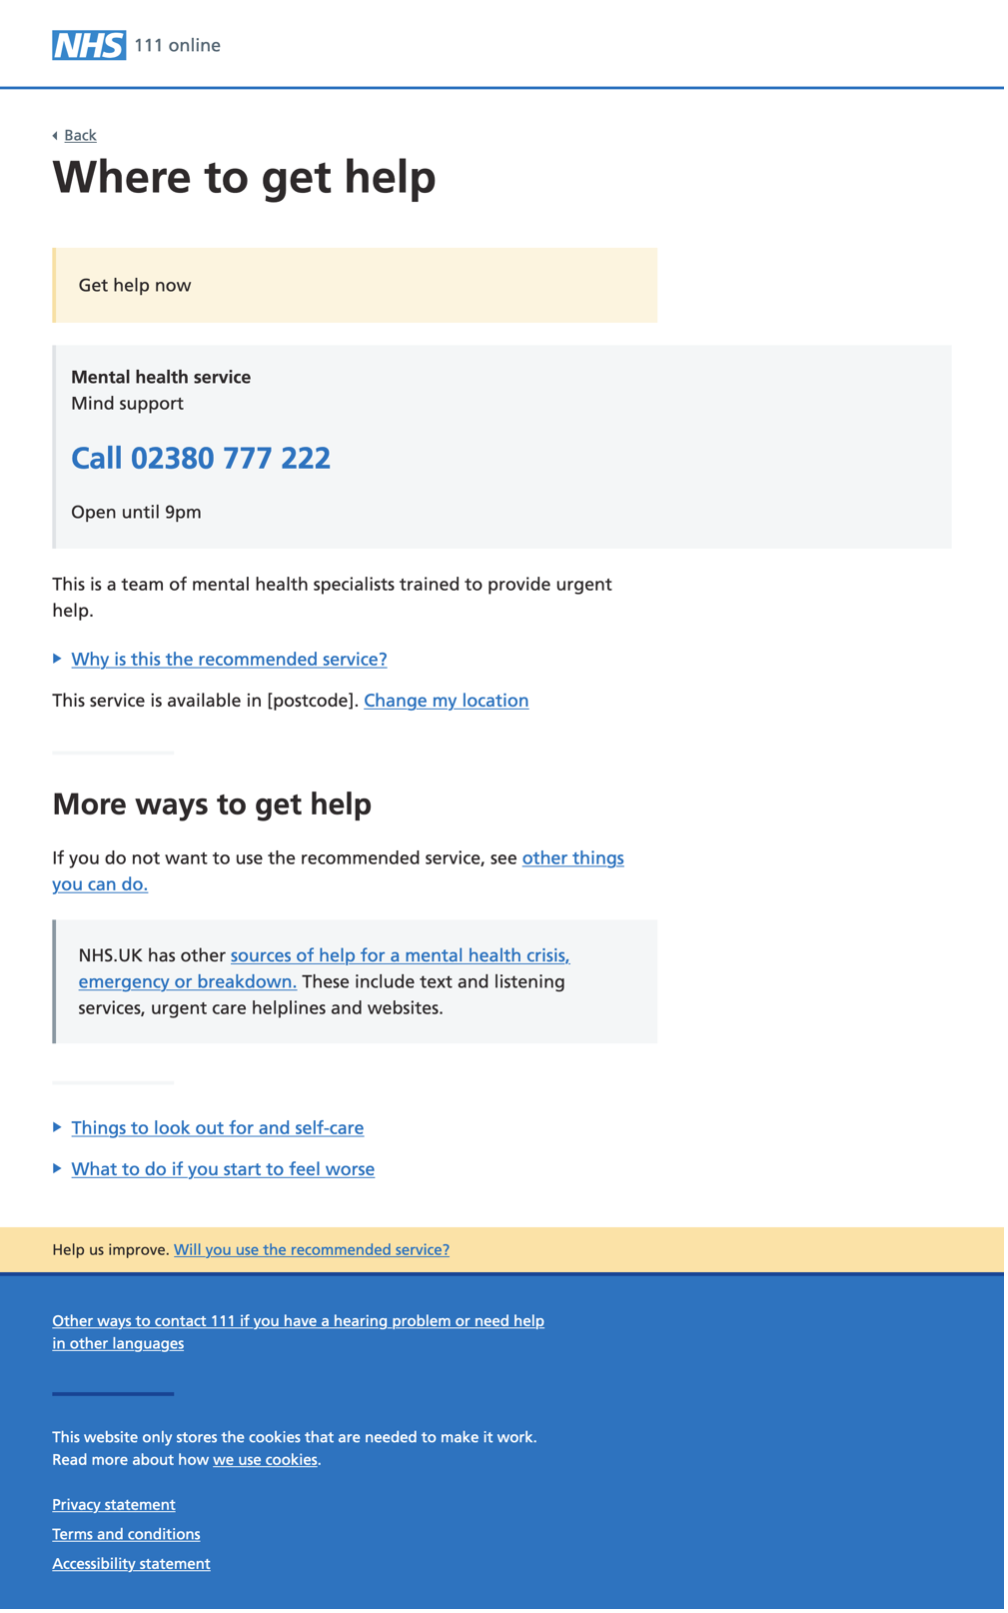 NHS 111 online
Back
Where to get help
Get help now
Mental health service
Mind support
Call 02380 777 222
Open until 9pm
This is a team of mental health specialists trained to provide urgent
help.
Why is this the recommended service?
This service is available in [postcode]. Change my location
More ways to get help
If you do not want to use the recommended service, see other things
you can do.
NHS.UK has other sources of help for a mental health crisis,
emergency or breakdown. These include text and listening
services, urgent care helplines and websites.
Things to look out for and self-care
What to do if you start to feel worse
Help us improve. Will you use the recommended service?
Other ways to contact 111 if you have a hearing problem or need help
in other languages
This website only stores the cookies that are needed to make it work.
Read more about how we use cookies.
Privacy statement
Terms and conditions
Accessibility statement